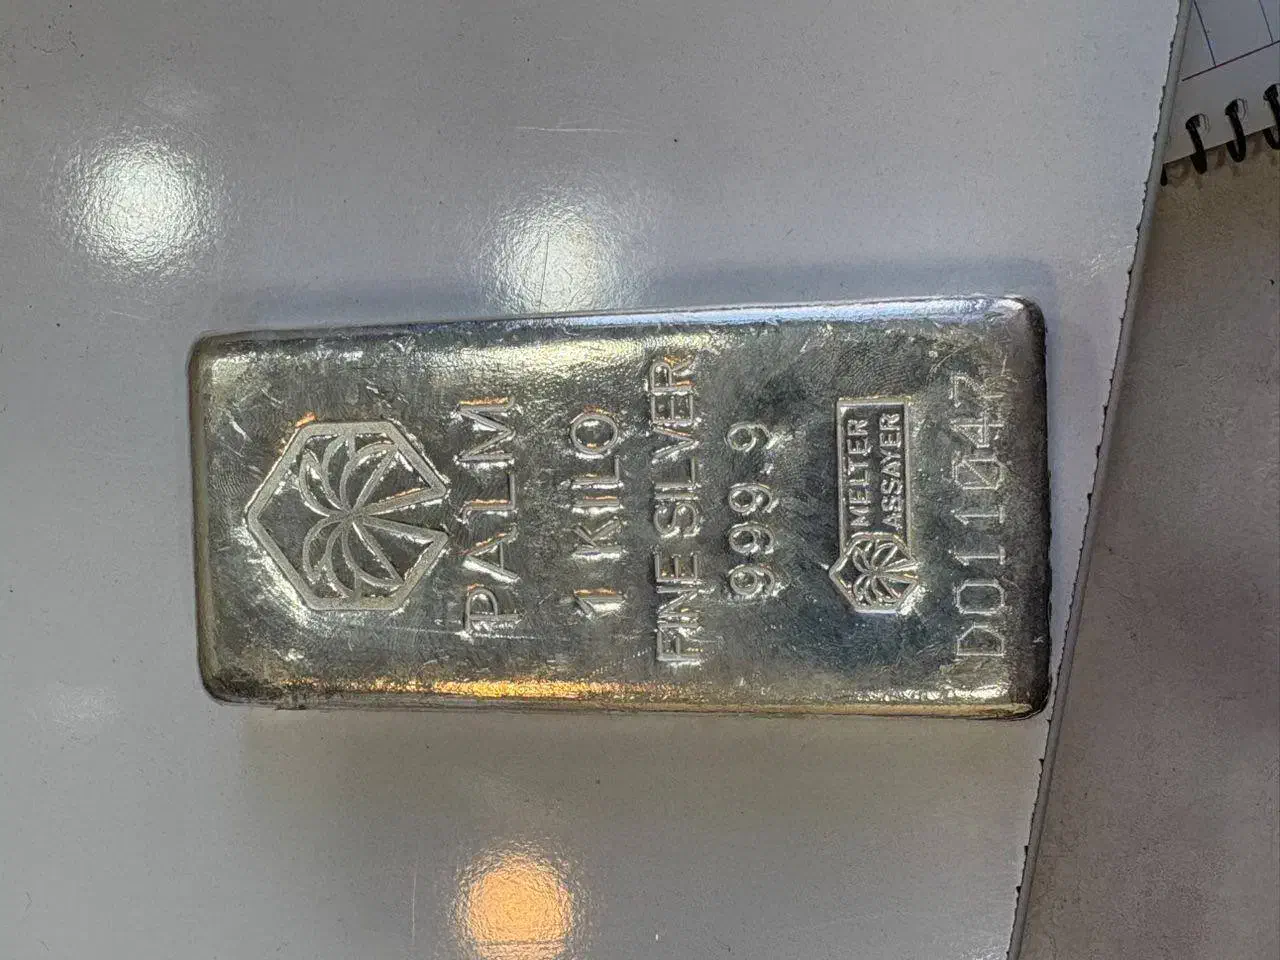 PALM
1 KILO
FINE SILVER
999.9
MELTER
ASSAYER
D011047